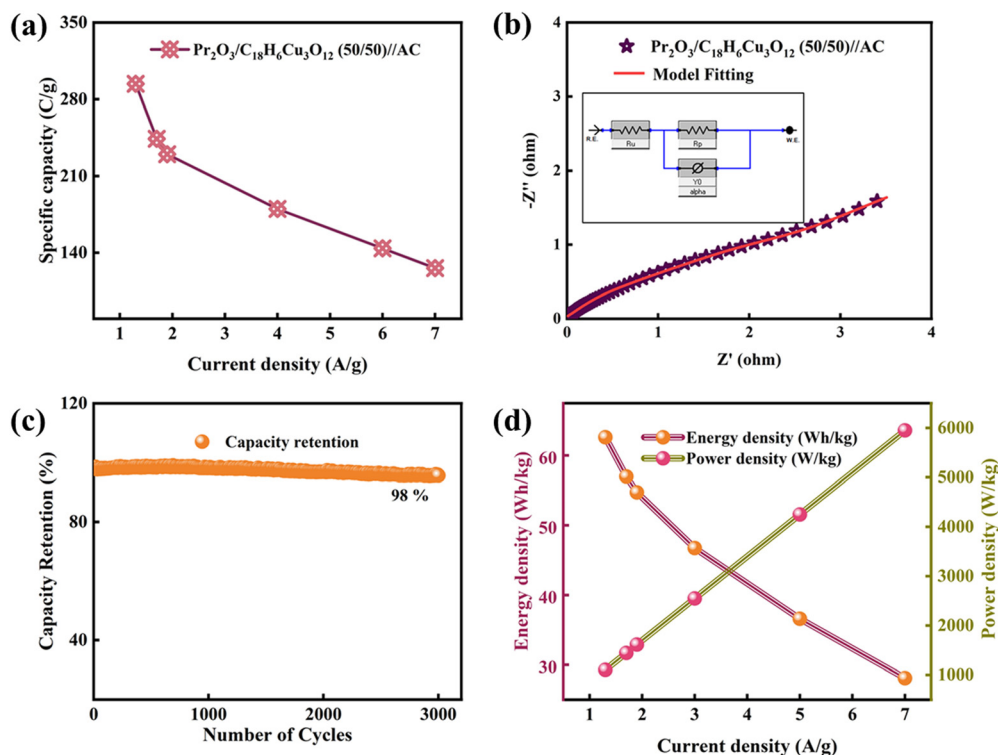 (a)
350
280
210
140
Specific capacity (C/g)
Pr₂O₃/C₁₈H₆Cu₃O₁₂ (50/50)//AC
1 2 3 4 5 6 7
Current density (A/g)
(b)
4
3
2
1
0
-Z'' (ohm)
Pr₂O₃/C₁₈H₆Cu₃O₁₂ (50/50)//AC
Model Fitting
R.E.
Ru
Rp
W.E.
Y0
alpha
0 1 2 3 4
Z' (ohm)
(c)
120
80
40
Capacity Retention (%)
Capacity retention
98 %
0 1000 2000 3000
Number of Cycles
(d)
60
50
40
30
Energy density (Wh/kg)
Energy density (Wh/kg)
Power density (W/kg)
6000
5000
4000
3000
2000
1000
Power density (W/kg)
1 2 3 4 5 6 7
Current density (A/g)